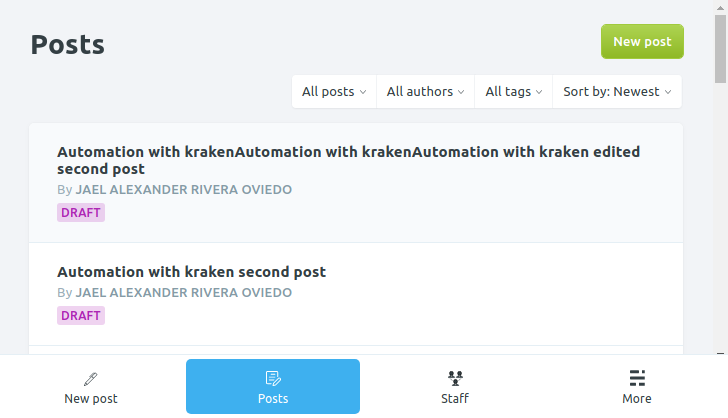 Posts
New post
All posts
All authors
All tags
Sort by: Newest
Automation with krakenAutomation with krakenAutomation with kraken edited
second post
By JAEL ALEXANDER RIVERA OVIEDO
DRAFT
Automation with kraken second post
By JAEL ALEXANDER RIVERA OVIEDO
DRAFT
New post
Posts
Staff
More